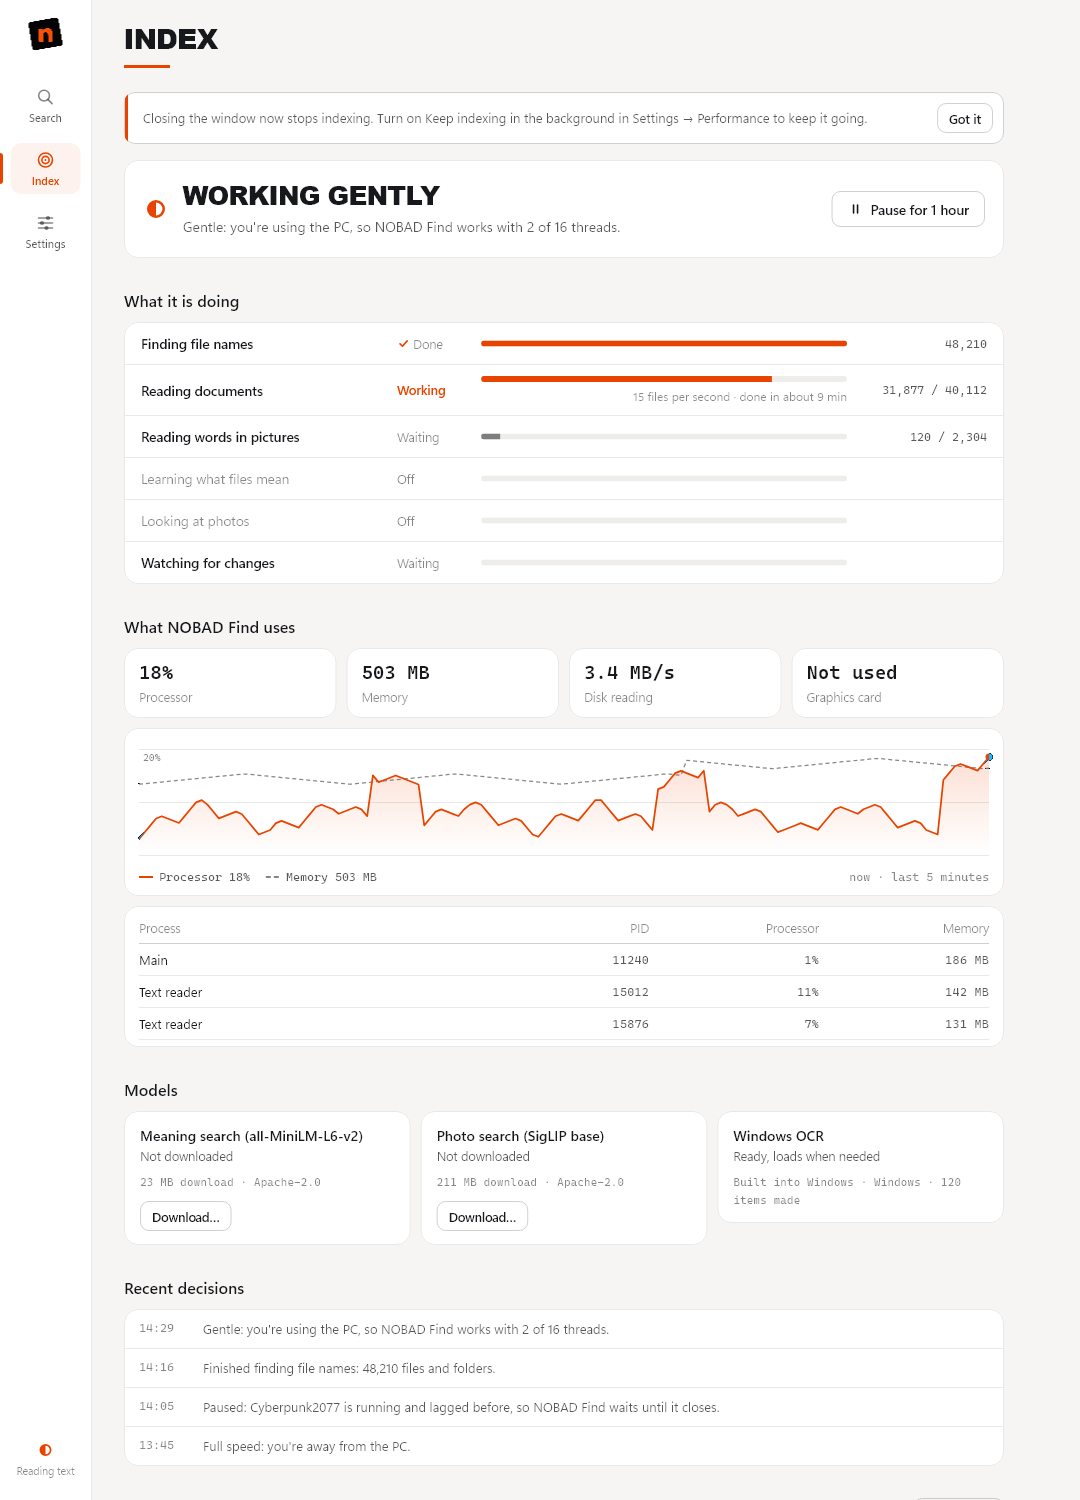 n
INDEX
Search
Index
Settings
Closing the window now stops indexing. Turn on Keep indexing in the background in Settings → Performance to keep it going.
Got it
WORKING GENTLY
Gentle: you're using the PC, so NOBAD Find works with 2 of 16 threads.
Pause for 1 hour
What it is doing
Finding file names Done 48,210
Reading documents Working 31,877 / 40,112
15 files per second · done in about 9 min
Reading words in pictures Waiting 120 / 2,304
Learning what files mean Off
Looking at photos Off
Watching for changes Waiting
What NOBAD Find uses
18% 503 MB 3.4 MB/s Not used
Processor Memory Disk reading Graphics card
20%
Processor 18% Memory 503 MB now · last 5 minutes
Process PID Processor Memory
Main 11240 1% 186 MB
Text reader 15012 11% 142 MB
Text reader 15876 7% 131 MB
Models
Meaning search (all-MiniLM-L6-v2)
Not downloaded
23 MB download · Apache-2.0
Download...
Photo search (SigLIP base)
Not downloaded
211 MB download · Apache-2.0
Download...
Windows OCR
Ready, loads when needed
Built into Windows · Windows · 120
items made
Recent decisions
14:29 Gentle: you're using the PC, so NOBAD Find works with 2 of 16 threads.
14:16 Finished finding file names: 48,210 files and folders.
14:05 Paused: Cyberpunk2077 is running and lagged before, so NOBAD Find waits until it closes.
13:45 Full speed: you're away from the PC.
Reading text